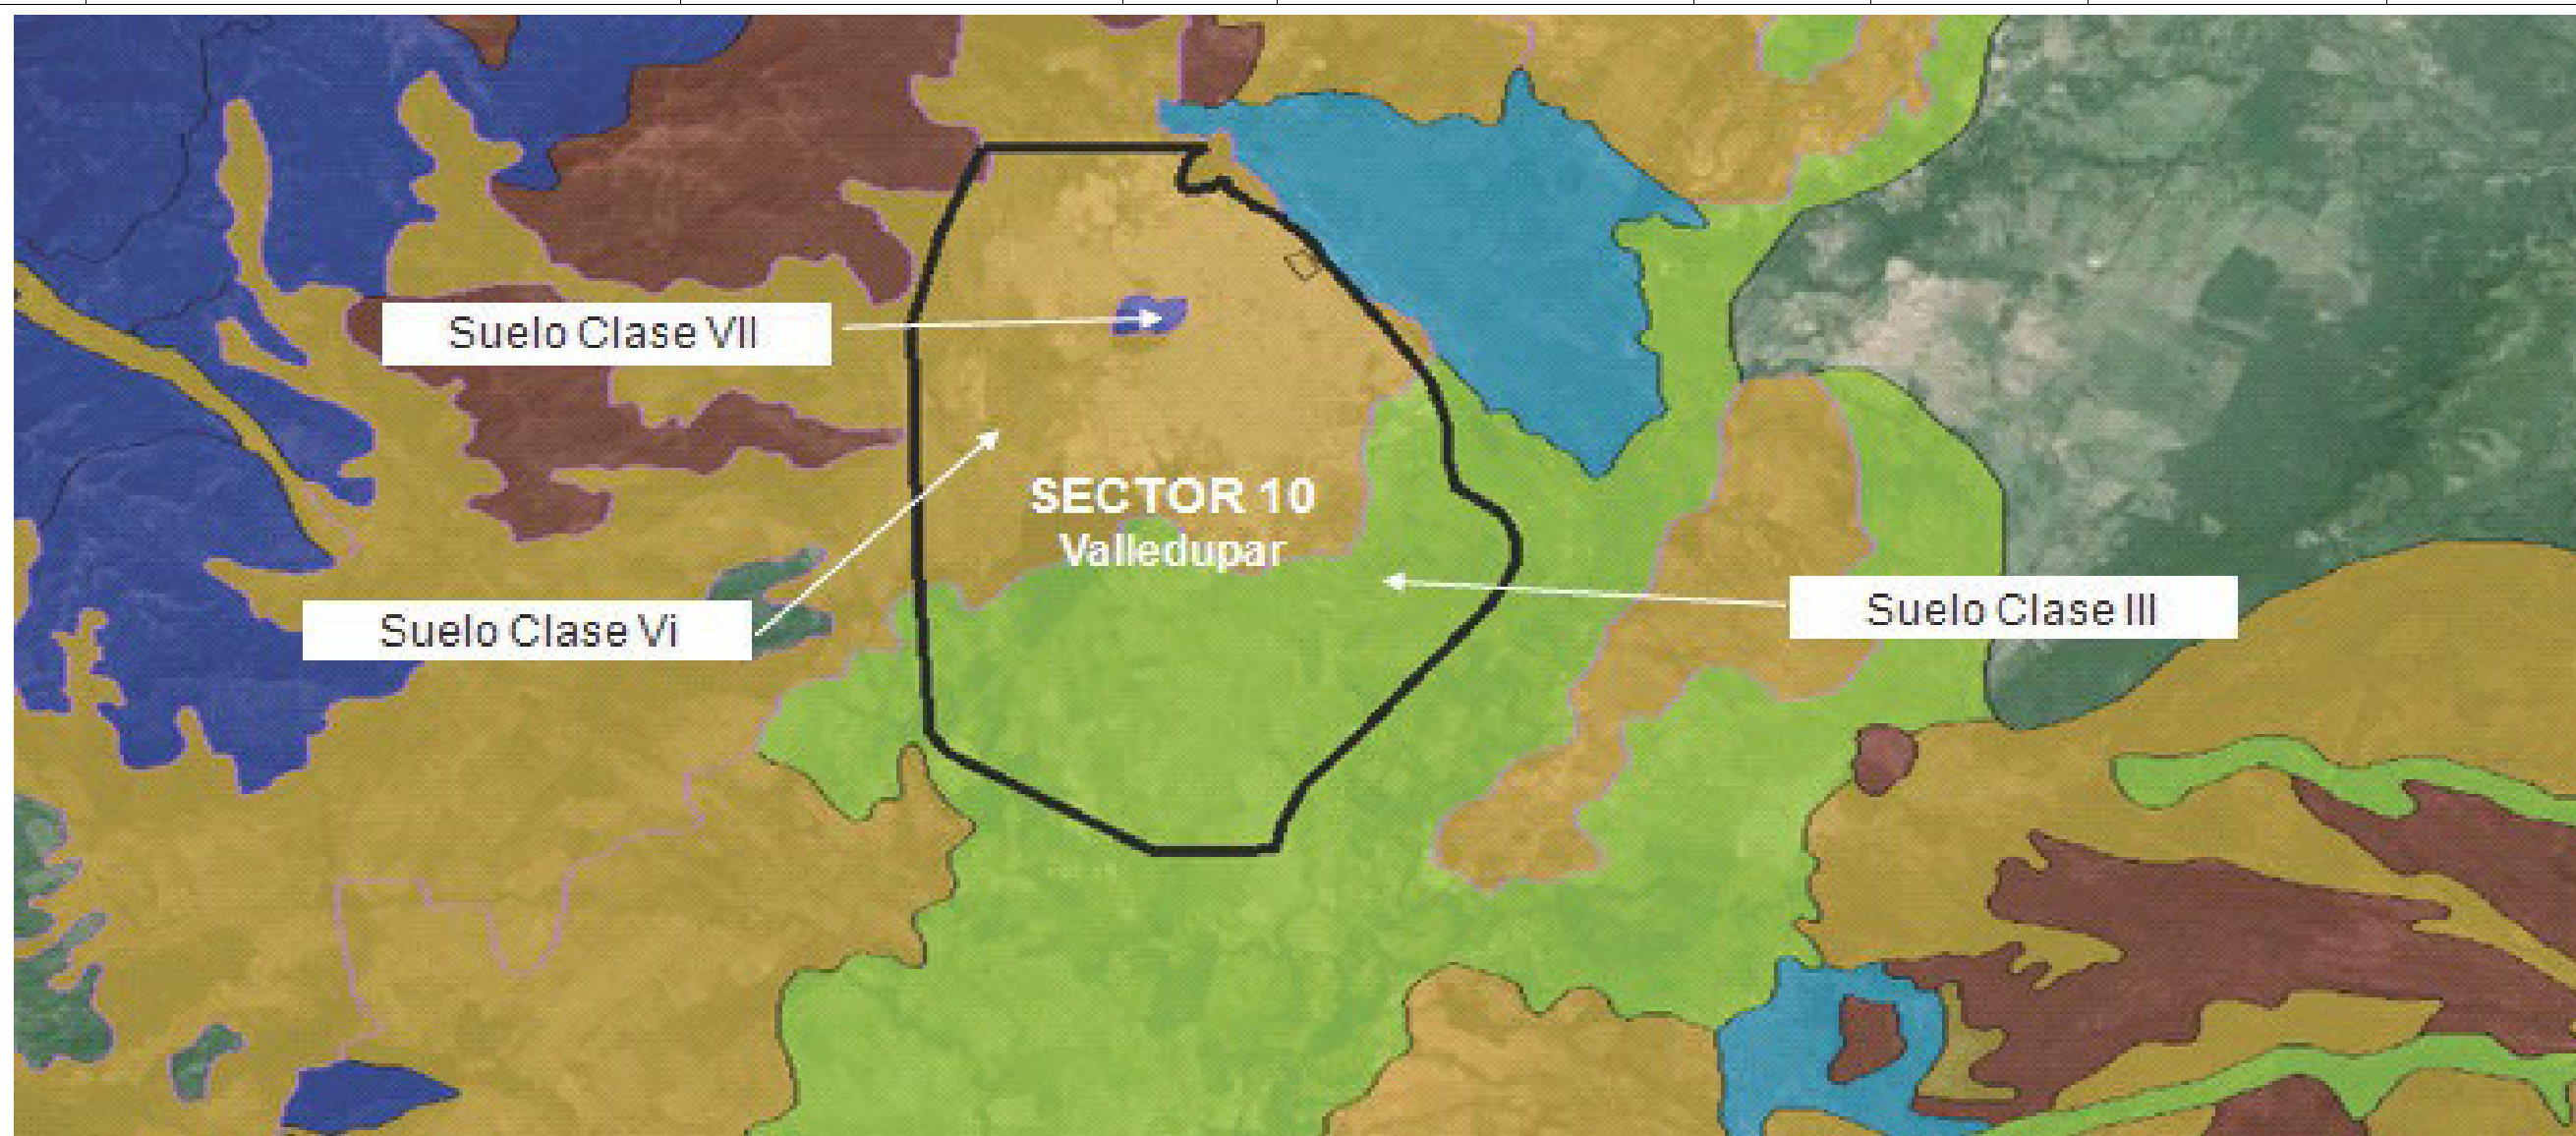 Suelo Clase VII
SECTOR 10
Valledupar
Suelo Clase Vi
Suelo Clase III